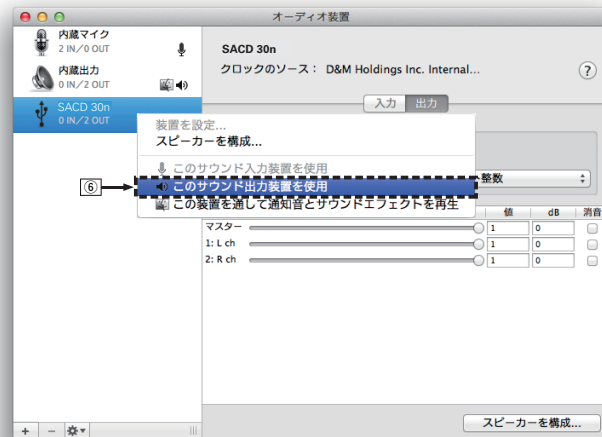 オーディオ装置
内蔵マイク
2 IN／0 OUT
内蔵出力
0 IN／2 OUT
SACD 30n
0 IN／2 OUT
SACD 30n
クロックのソース： D&M Holdings Inc. Internal...
?
入力 出力
装置を設定...
スピーカーを構成...
このサウンド入力装置を使用
⑥ このサウンド出力装置を使用
この装置を通して通知音とサウンドエフェクトを再生
整数
値 dB 消音
マスター 1 0
1: L ch 1 0
2: R ch 1 0
+ −
スピーカーを構成...